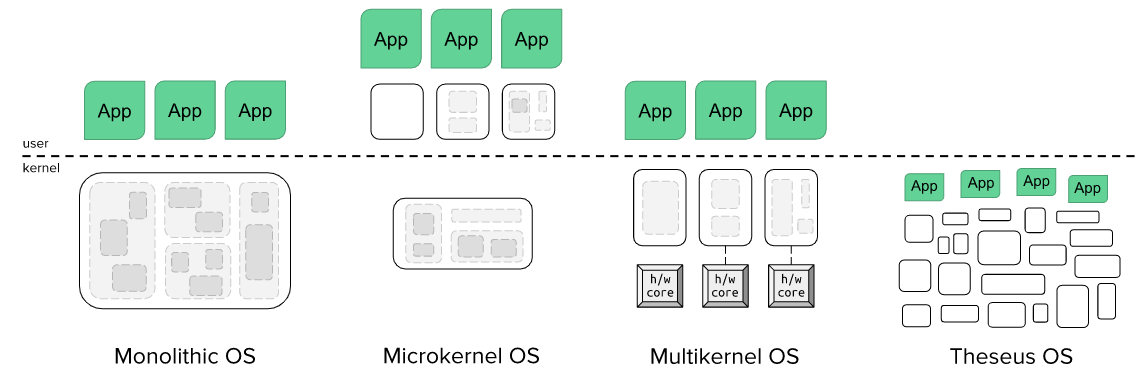 App App App
App App App
App App App
user
kernel
App App App App
h/w core h/w core h/w core
Monolithic OS
Microkernel OS
Multikernel OS
Theseus OS